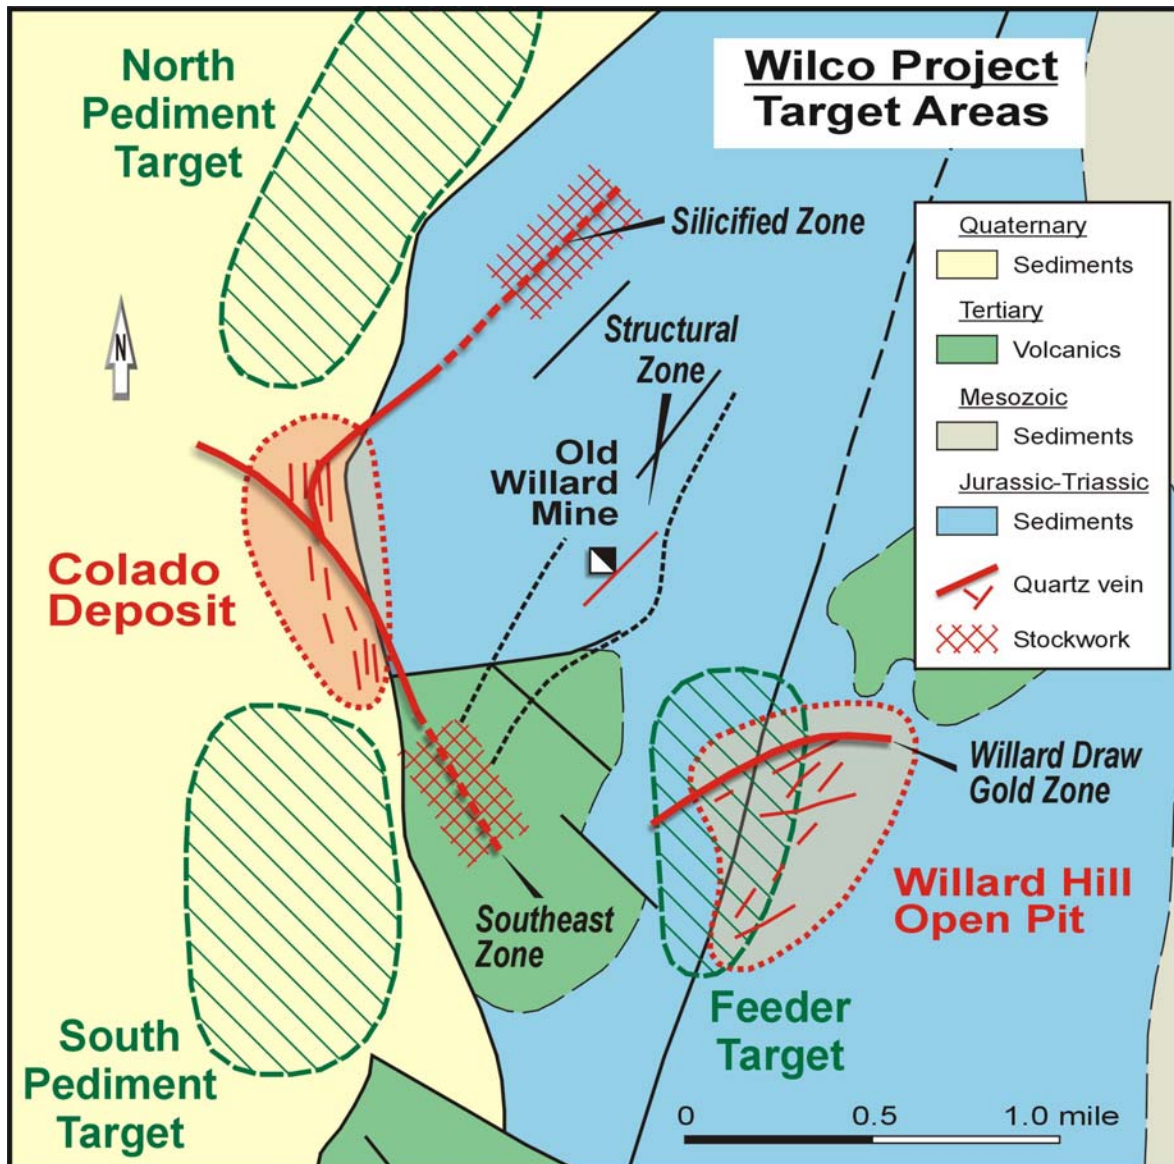 Wilco Project
Target Areas
North
Pediment
Target
Silicified Zone
Structural
Zone
N
Old
Willard
Mine
Colado
Deposit
Quaternary
Sediments
Tertiary
Volcanics
Mesozoic
Sediments
Jurassic-Triassic
Sediments
Quartz vein
Stockwork
Willard Draw
Gold Zone
Willard Hill
Open Pit
Southeast
Zone
Feeder
Target
South
Pediment
Target
0 0.5 1.0 mile